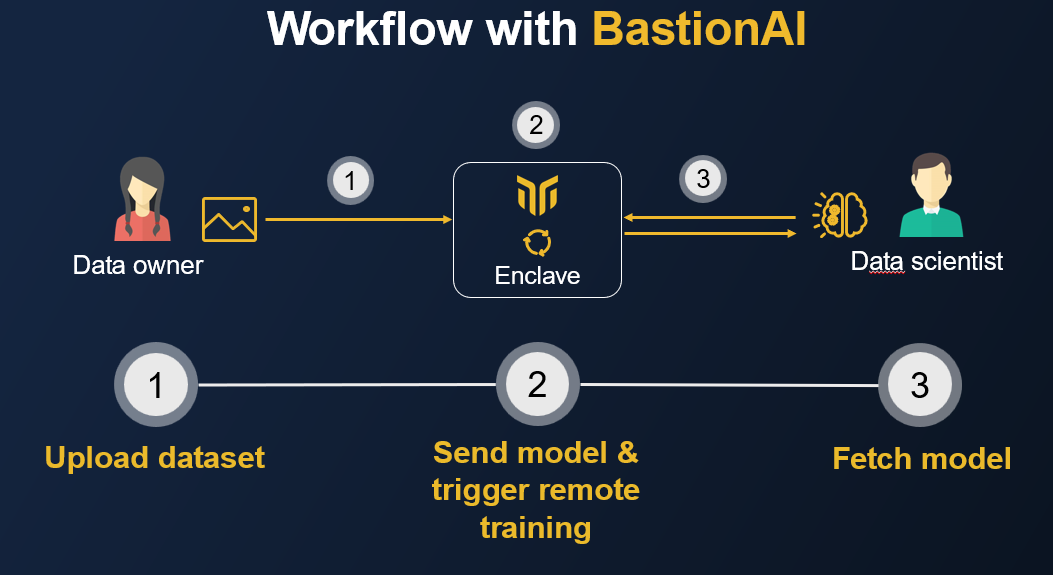 Workflow with BastionAI
2
1
3
Enclave
Data owner
Data scientist
1
2
3
Upload dataset
Send model &
trigger remote
training
Fetch model